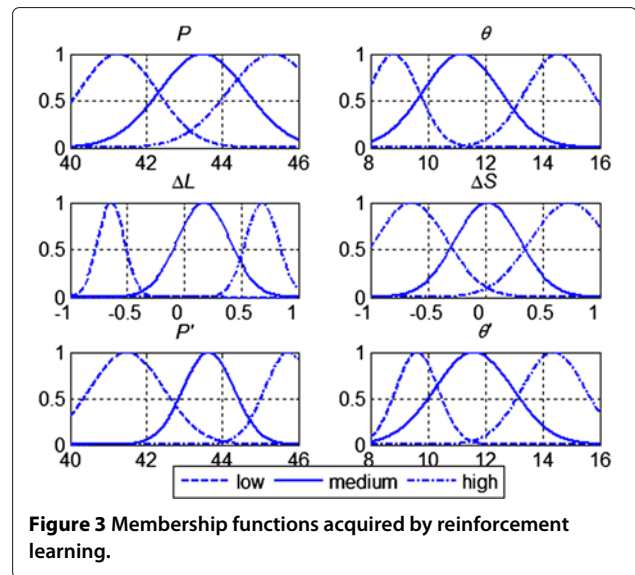 P θ
1 1
0.5 0.5
0 0
40 42 44 46 8 10 12 14 16
ΔL ΔS
1 1
0.5 0.5
0 0
-1 -0.5 0 0.5 1 -1 -0.5 0 0.5 1
P' θ'
1 1
0.5 0.5
0 0
40 42 44 46 8 10 12 14 16
low medium high
Figure 3 Membership functions acquired by reinforcement
learning.